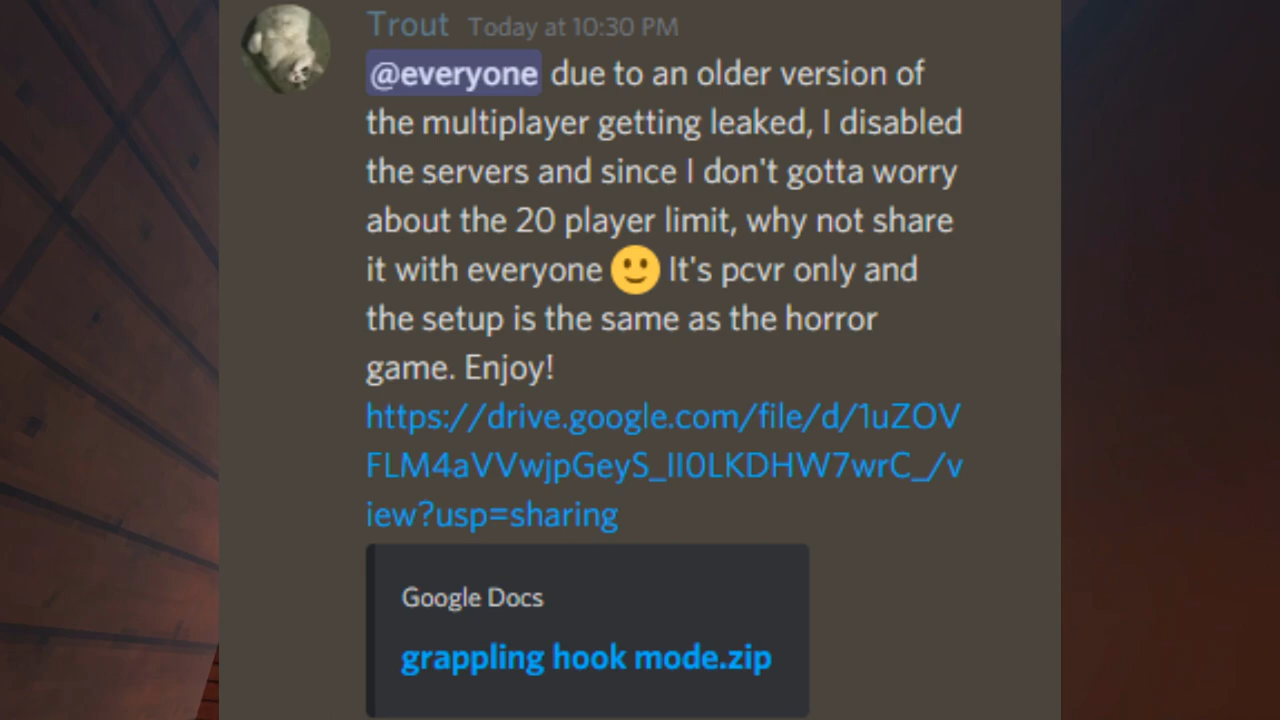 Trout Today at 10:30 PM
@everyone due to an older version of
the multiplayer getting leaked, I disabled
the servers and since I don't gotta worry
about the 20 player limit, why not share
it with everyone 🙂 It's pcvr only and
the setup is the same as the horror
game. Enjoy!
https://drive.google.com/file/d/1uZOV
FLM4aVVwjpGeyS_II0LKDHW7wrC_/v
iew?usp=sharing
Google Docs
grappling hook mode.zip